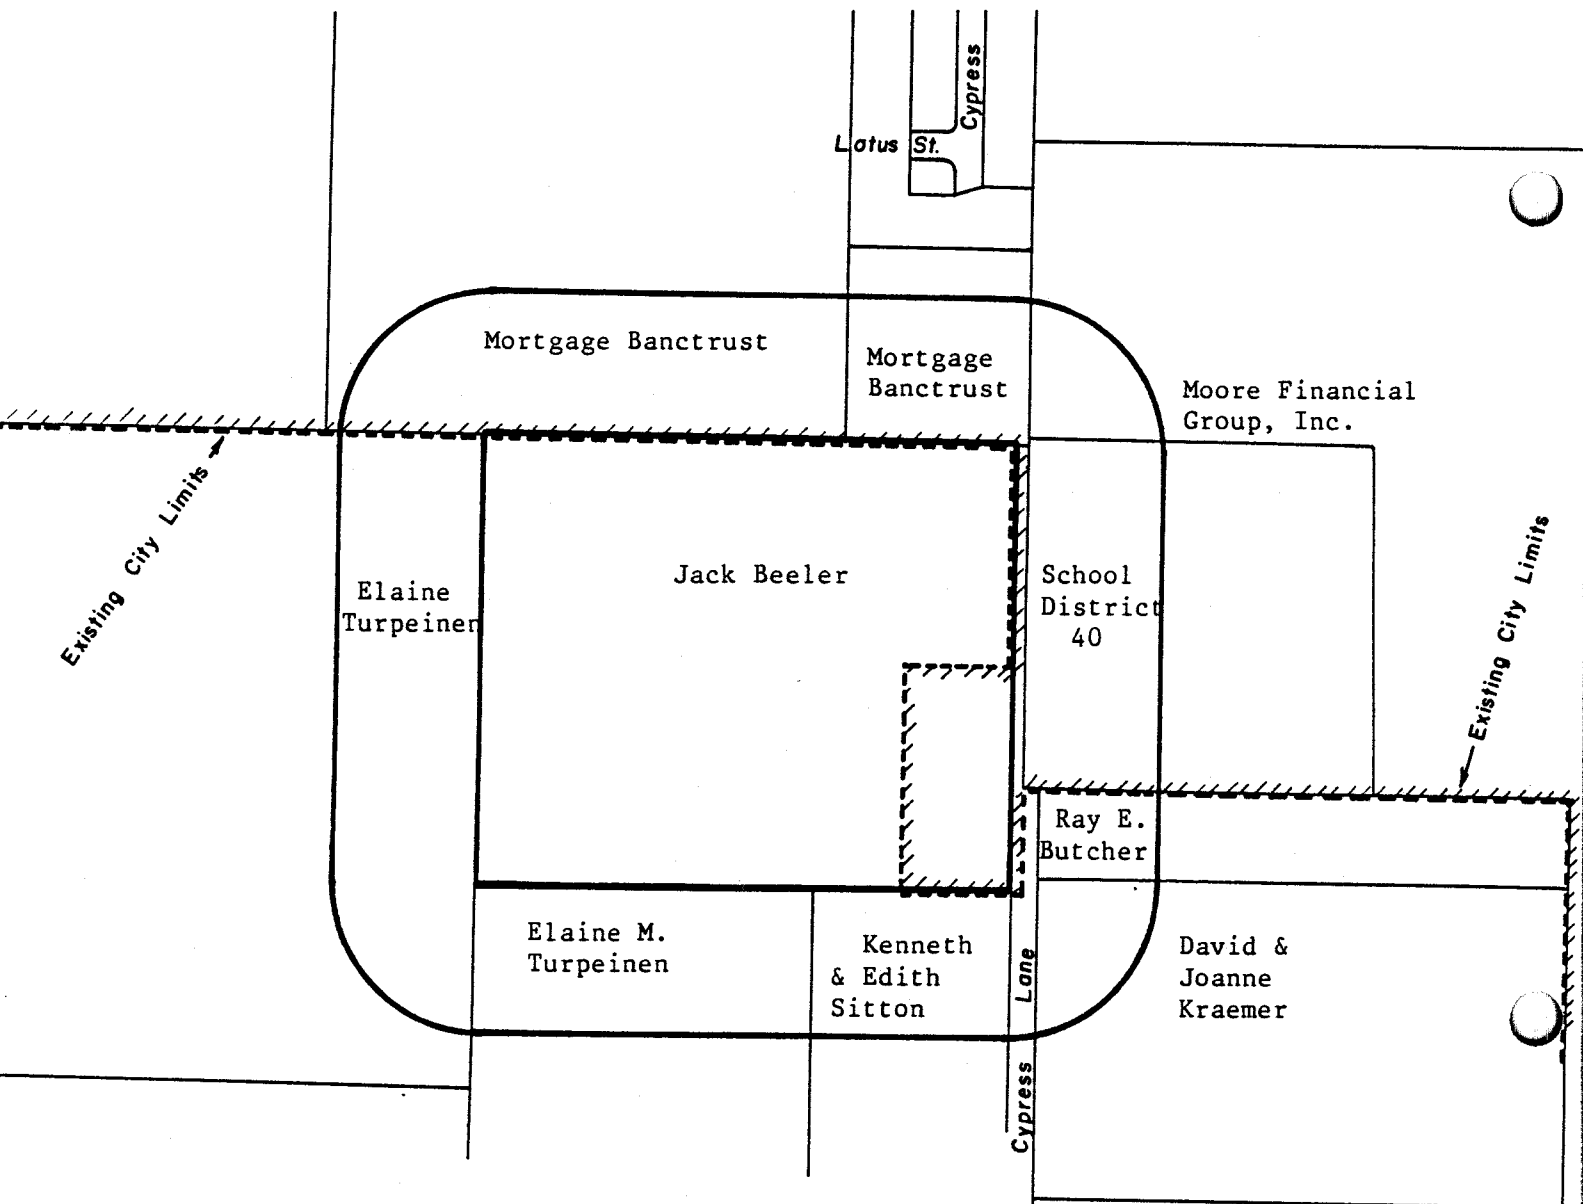 Cypress
Lotus St.
Mortgage Banctrust
Mortgage
Banctrust
Moore Financial
Group, Inc.
Existing City Limits
Elaine
Turpeinen
Jack Beeler
School
District
40
Existing City Limits
Ray E.
Butcher
Elaine M.
Turpeinen
Kenneth
& Edith
Sitton
David &
Joanne
Kraemer
Cypress Lane